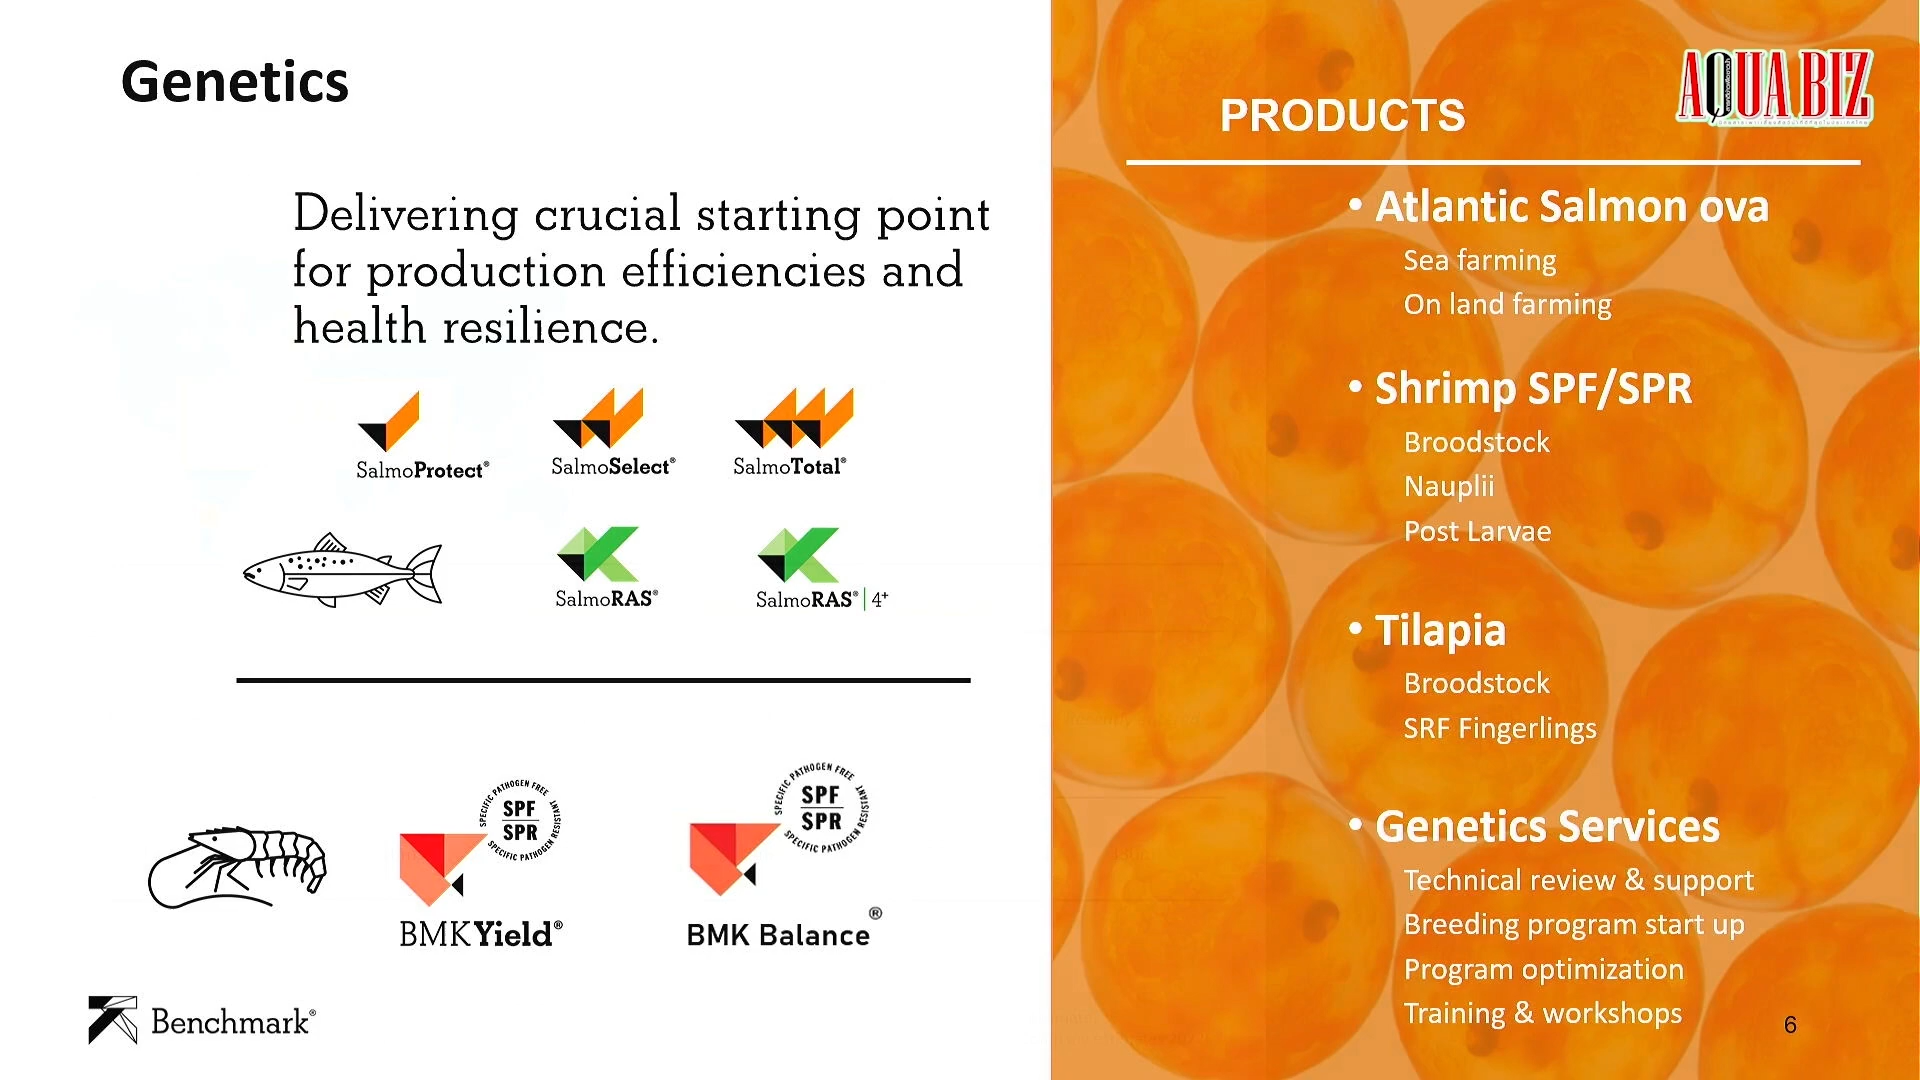 Genetics
Delivering crucial starting point
for production efficiencies and
health resilience.
SalmoProtect®
SalmoSelect®
SalmoTotal®
SalmoRAS®
SalmoRAS® | 4+
SPECIFIC PATHOGEN FREE
SPF
SPR
SPECIFIC PATHOGEN RESISTANT
BMKYield®
SPECIFIC PATHOGEN FREE
SPF
SPR
SPECIFIC PATHOGEN RESISTANT
BMK Balance®
Benchmark®
AQUA BIZ
PRODUCTS
• Atlantic Salmon ova
Sea farming
On land farming
• Shrimp SPF/SPR
Broodstock
Nauplii
Post Larvae
• Tilapia
Broodstock
SRF Fingerlings
• Genetics Services
Technical review & support
Breeding program start up
Program optimization
Training & workshops
6